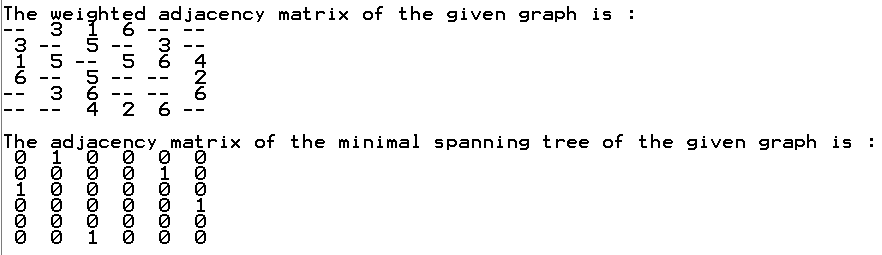 The weighted adjacency matrix of the given graph is :
--  3  1  6 -- --
 3 --  5 --  3 --
 1  5 --  5  6  4
 6 --  5 -- --  2
--  3  6 -- --  6
-- --  4  2  6 --
The adjacency matrix of the minimal spanning tree of the given graph is :
 0  1  0  0  0  0
 0  0  0  0  1  0
 1  0  0  0  0  0
 0  0  0  0  0  1
 0  0  0  0  0  0
 0  0  1  0  0  0